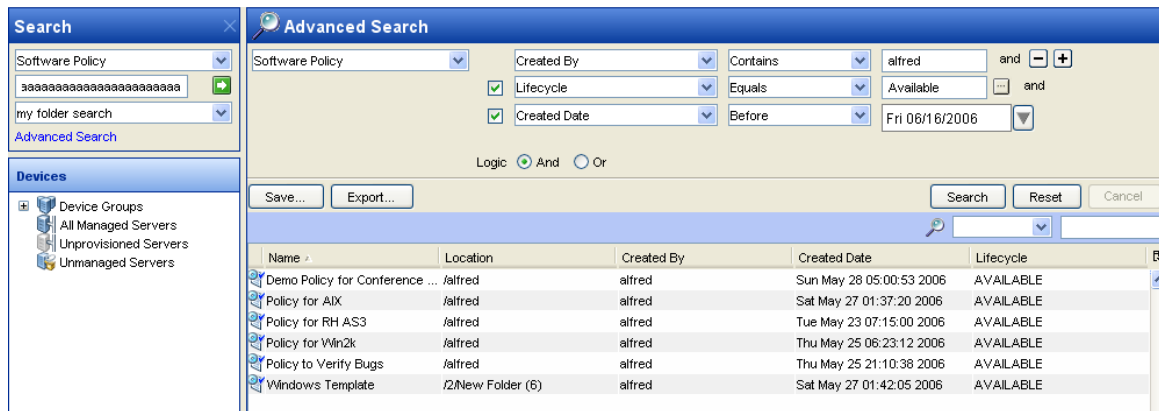 Search
Software Policy
aaaaaaaaaaaaaaaaaaaaaaaa
my folder search
Advanced Search
Devices
Device Groups
All Managed Servers
Unprovisioned Servers
Unmanaged Servers
Advanced Search
Software Policy Created By Contains alfred and
Lifecycle Equals Available ... and
Created Date Before Fri 06/16/2006
Logic And Or
Save... Export... Search Reset Cancel
Name Location Created By Created Date Lifecycle
Demo Policy for Conference ... /alfred alfred Sun May 28 05:00:53 2006 AVAILABLE
Policy for AIX /alfred alfred Sat May 27 01:37:20 2006 AVAILABLE
Policy for RH AS3 /alfred alfred Tue May 23 07:15:00 2006 AVAILABLE
Policy for Win2k /alfred alfred Thu May 25 06:23:12 2006 AVAILABLE
Policy to Verify Bugs /alfred alfred Thu May 25 21:10:38 2006 AVAILABLE
Windows Template /2/New Folder (6) alfred Sat May 27 01:42:05 2006 AVAILABLE